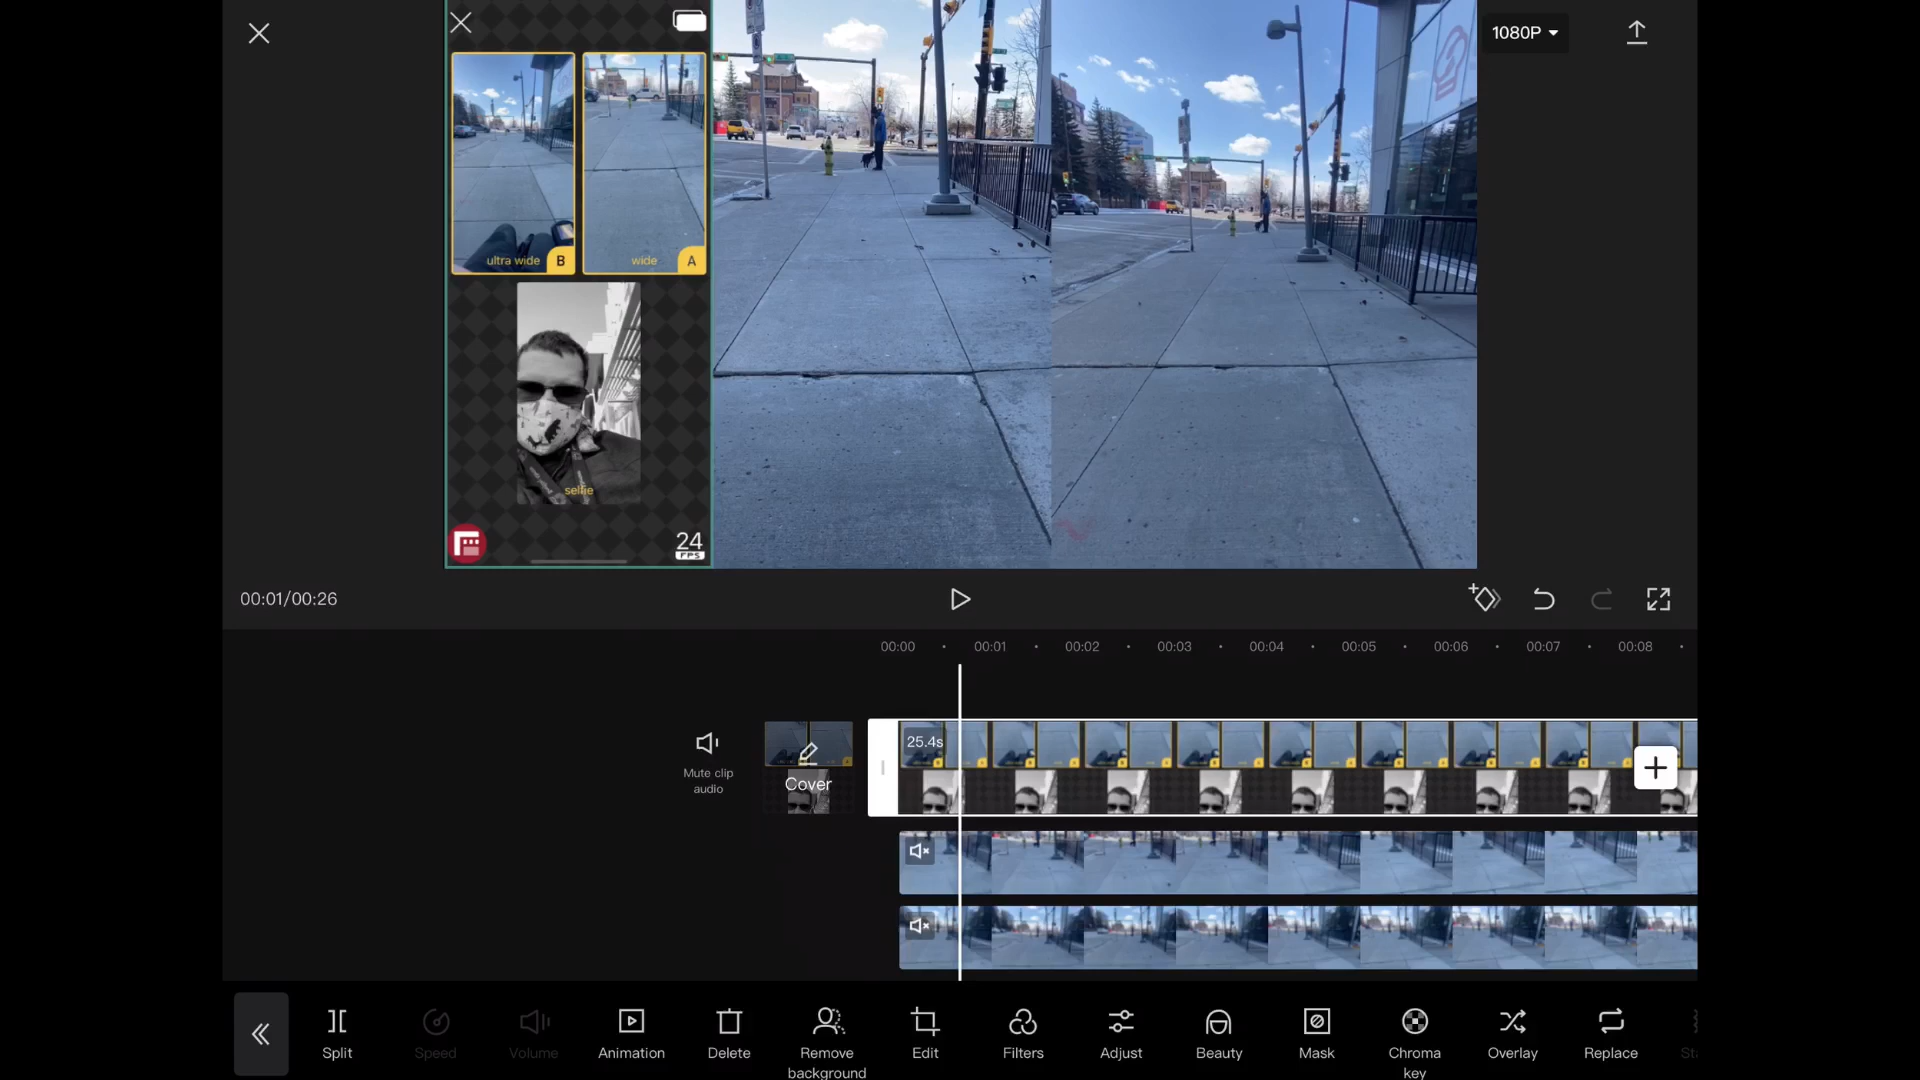 1080P
ultra wide
B
wide
A
selfie
24
FPS
00:01/00:26
00:00
00:01
00:02
00:03
00:04
00:05
00:06
00:07
00:08
25.4s
Mute clip
audio
Cover
Split
Speed
Volume
Animation
Delete
Remove
background
Edit
Filters
Adjust
Beauty
Mask
Chroma
key
Overlay
Replace